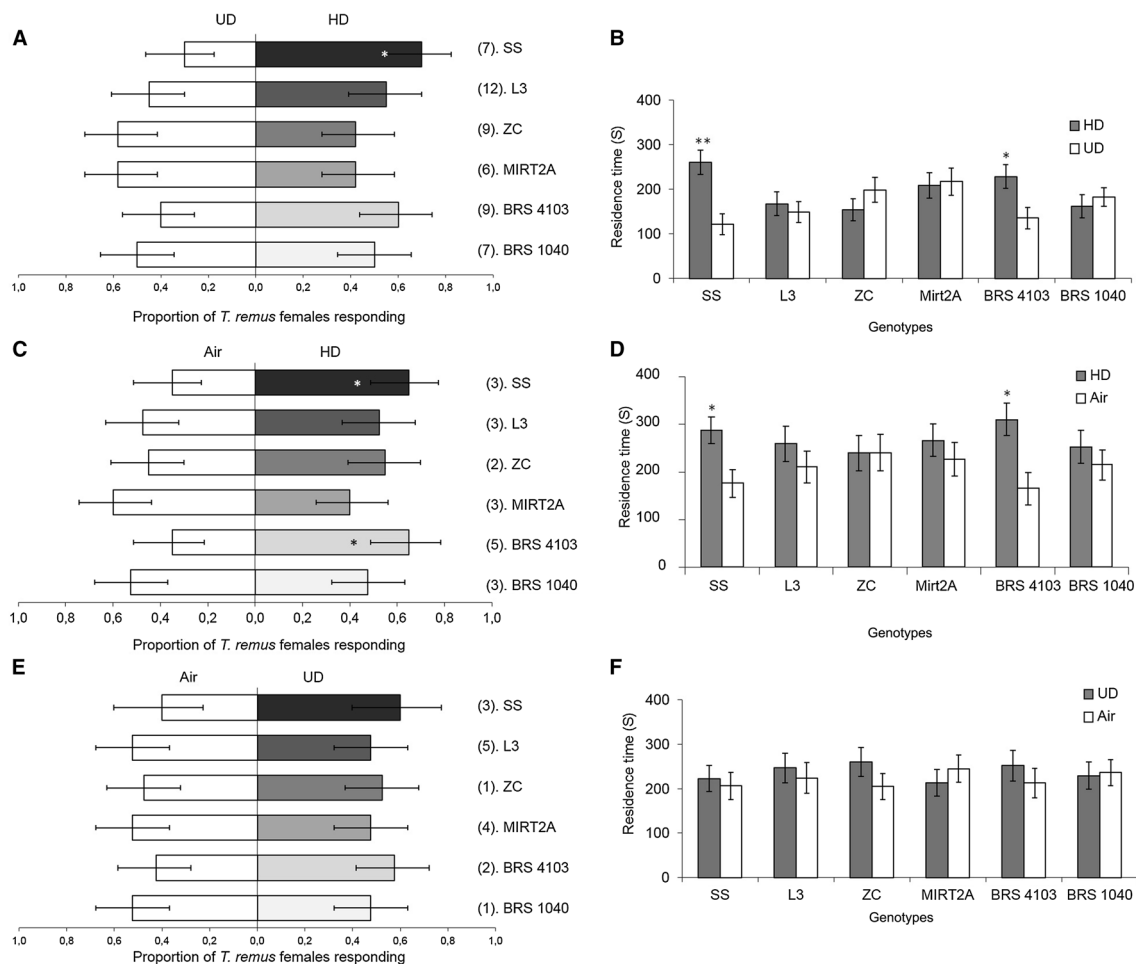 A
UD HD
(7). SS
*
(12). L3
(9). ZC
(6). MIRT2A
(9). BRS 4103
(7). BRS 1040
1,0 0,8 0,6 0,4 0,2 0,0 0,2 0,4 0,6 0,8 1,0
Proportion of T. remus females responding
B
400
300
200
100
0
Residence time (S)
HD
UD
**
*
SS L3 ZC Mirt2A BRS 4103 BRS 1040
Genotypes
C
Air HD
(3). SS
*
(3). L3
(2). ZC
(3). MIRT2A
(5). BRS 4103
*
(3). BRS 1040
1,0 0,8 0,6 0,4 0,2 0,0 0,2 0,4 0,6 0,8 1,0
Proportion of T. remus females responding
D
400
300
200
100
0
Residence time (S)
HD
Air
*
*
SS L3 ZC Mirt2A BRS 4103 BRS 1040
Genotypes
E
Air UD
(3). SS
(5). L3
(1). ZC
(4). MIRT2A
(2). BRS 4103
(1). BRS 1040
1,0 0,8 0,6 0,4 0,2 0,0 0,2 0,4 0,6 0,8 1,0
Proportion of T. remus females responding
F
400
300
200
100
0
Residence time (S)
UD
Air
SS L3 ZC MIRT2A BRS 4103 BRS 1040
Genotypes